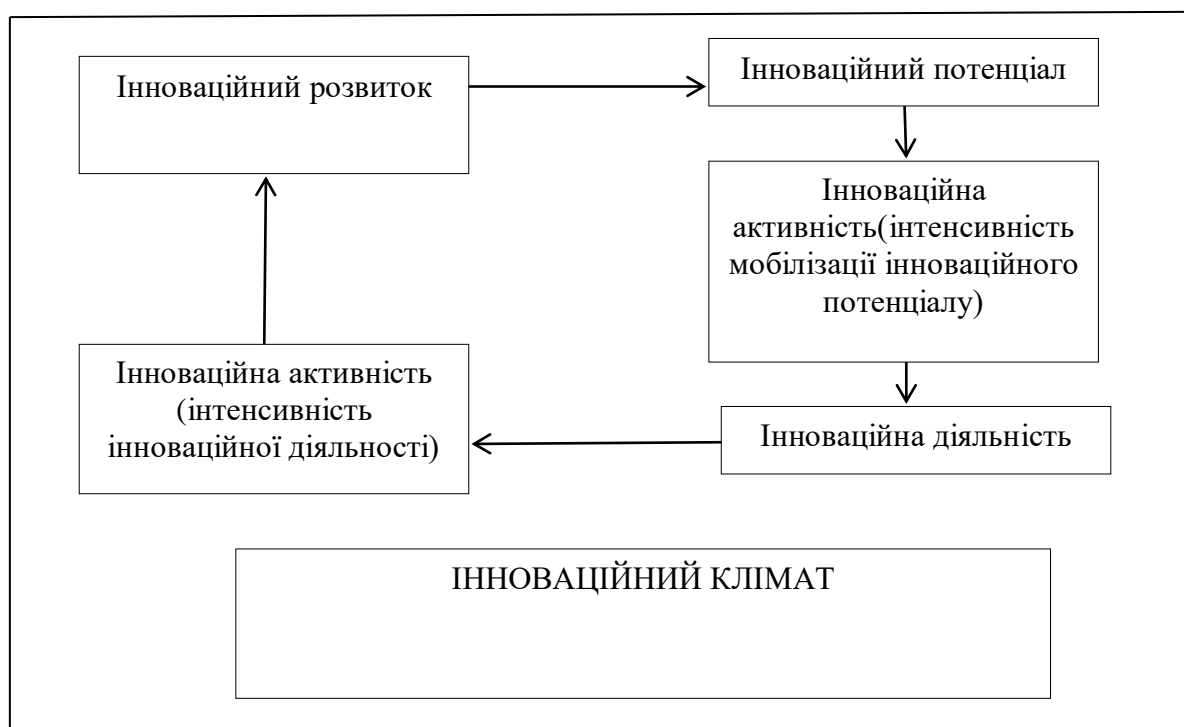 Інноваційний розвиток
Інноваційний потенціал
Інноваційна
активність(інтенсивність
мобілізації інноваційного
потенціалу)
Інноваційна активність
(інтенсивність
інноваційної діяльності)
Інноваційна діяльність
ІННОВАЦІЙНИЙ КЛІМАТ